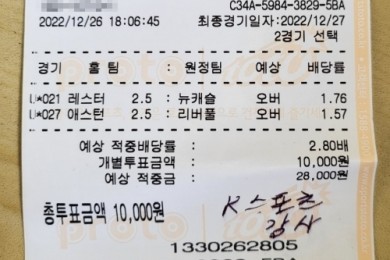 C34A-5984-3829-5BA
2022/12/26 18:06:45 최종경기일자:2022/12/27
2경기 선택
경기 홈 팀 : 원정팀 예상 배당률
U*021 레스터 2.5 : 뉴캐슬 오버 1.76
U*027 애스턴 2.5 : 리버풀 오버 1.57
예상 적중배당률 : 2.80배
개별투표금액 : 10,000원
예상 적중금 : 28,000원
총투표금액 10,000원
K스포츠
감사
1330262805